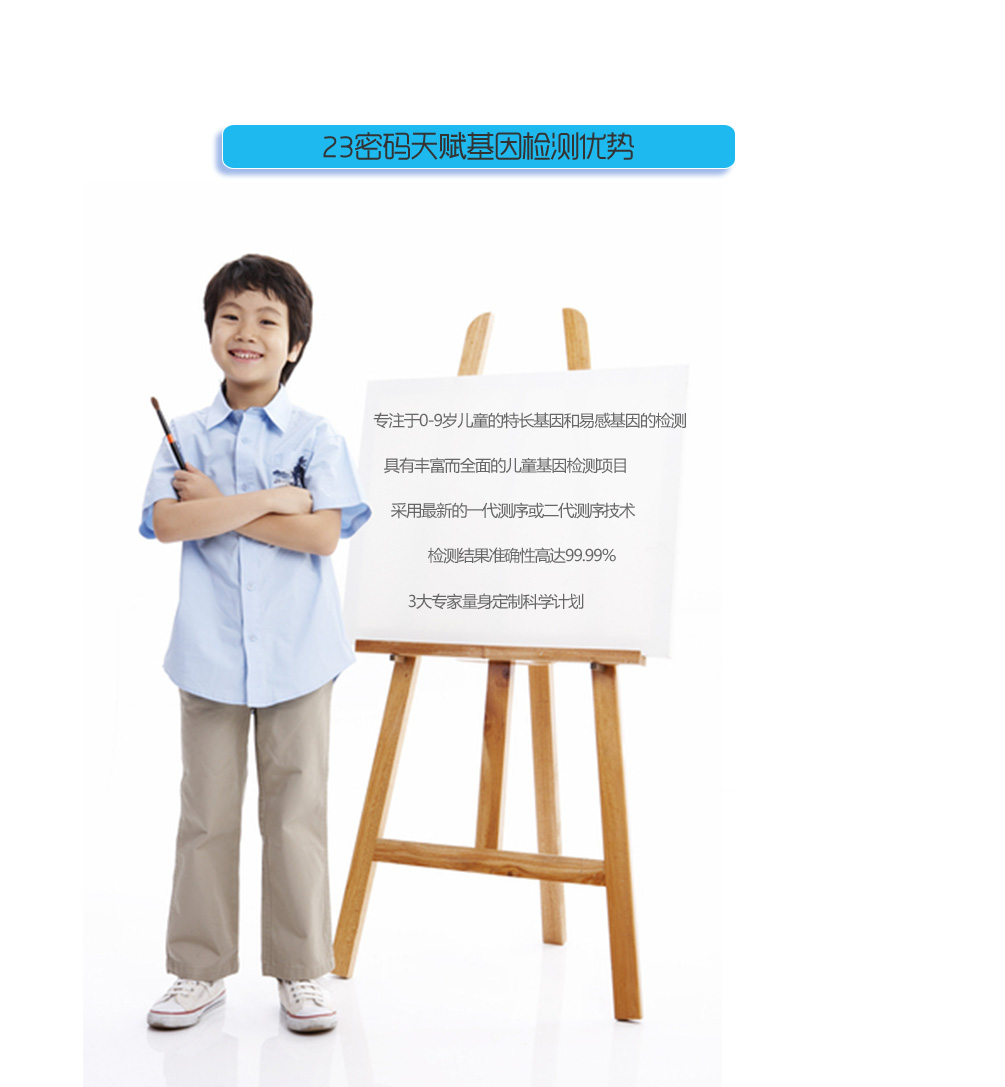 23密码天赋基因检测优势
专注于0-9岁儿童的特长基因和易感基因的检测
具有丰富而全面的儿童基因检测项目
采用最新的一代测序或二代测序技术
检测结果准确性高达99.99%
3大专家量身定制科学计划